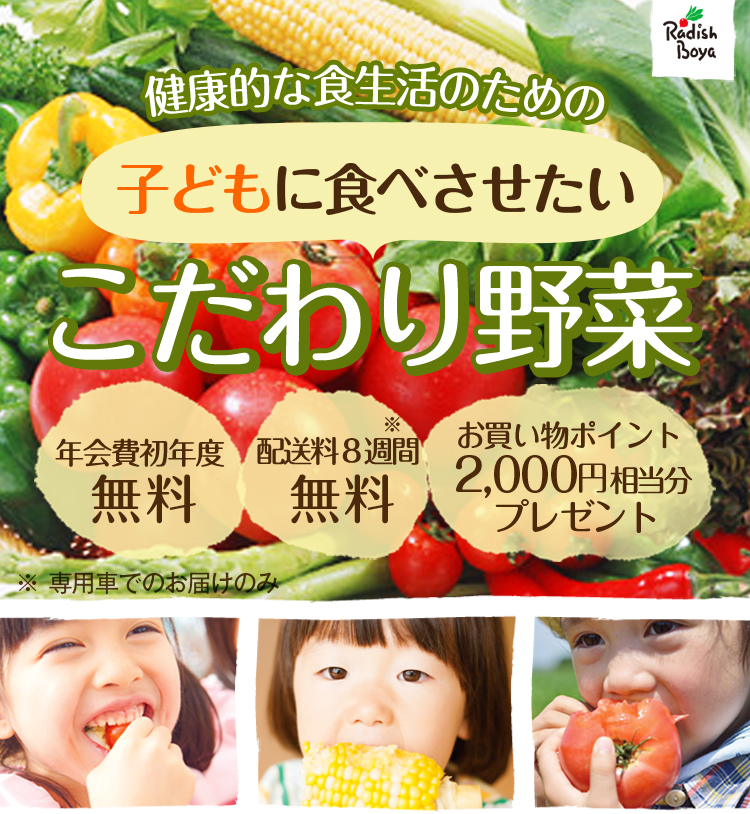 Radish
Boya
健康的な食生活のための
子どもに食べさせたい
こだわり野菜
年会費初年度
無料
※
配送料8週間
無料
お買い物ポイント
2,000円相当分
プレゼント
※ 専用車でのお届けのみ